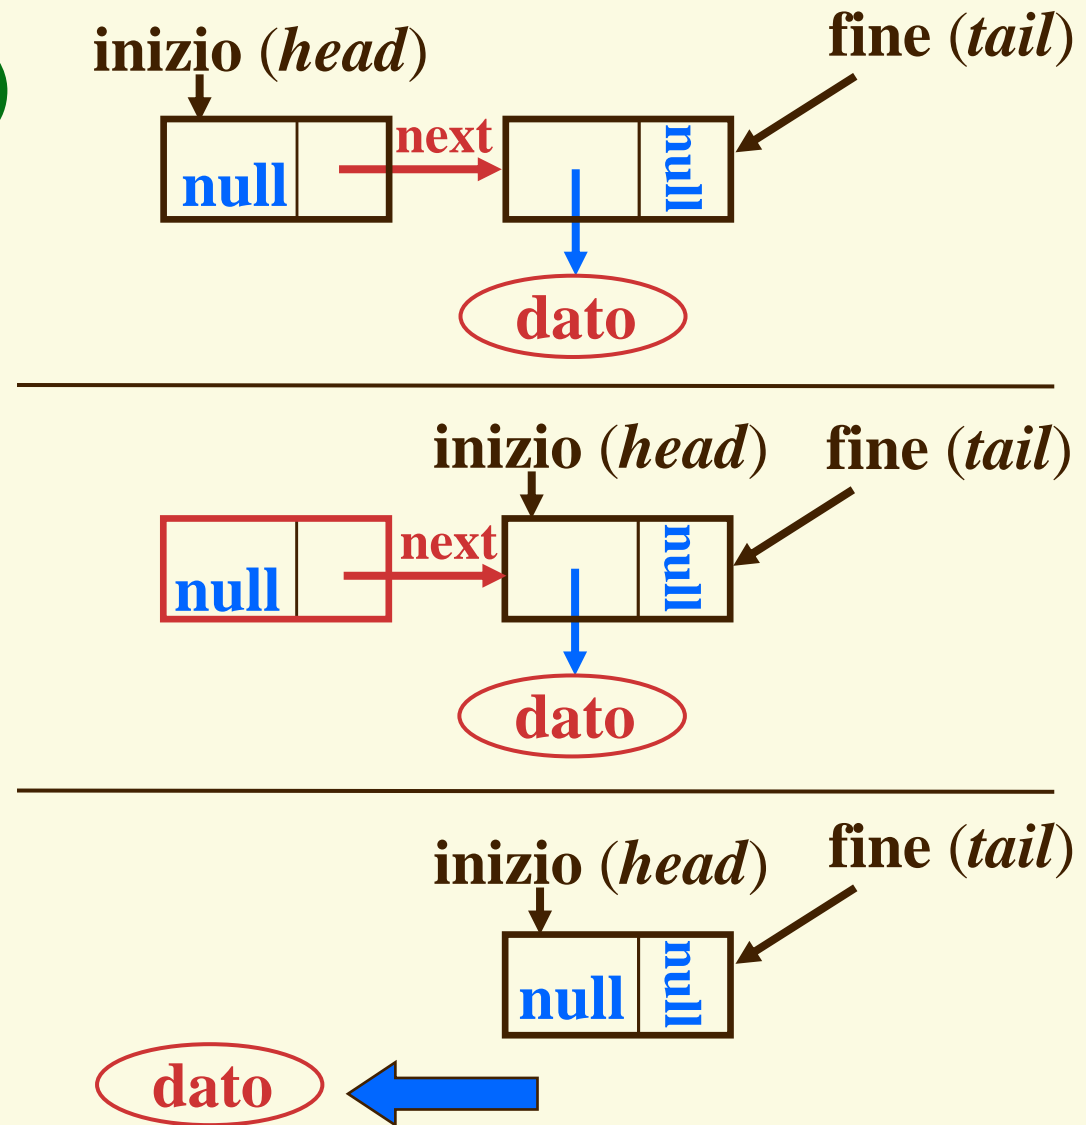 inizio (head)
fine (tail)
next
null
null
dato
inizio (head)
fine (tail)
next
null
null
dato
inizio (head)
fine (tail)
null
null
dato